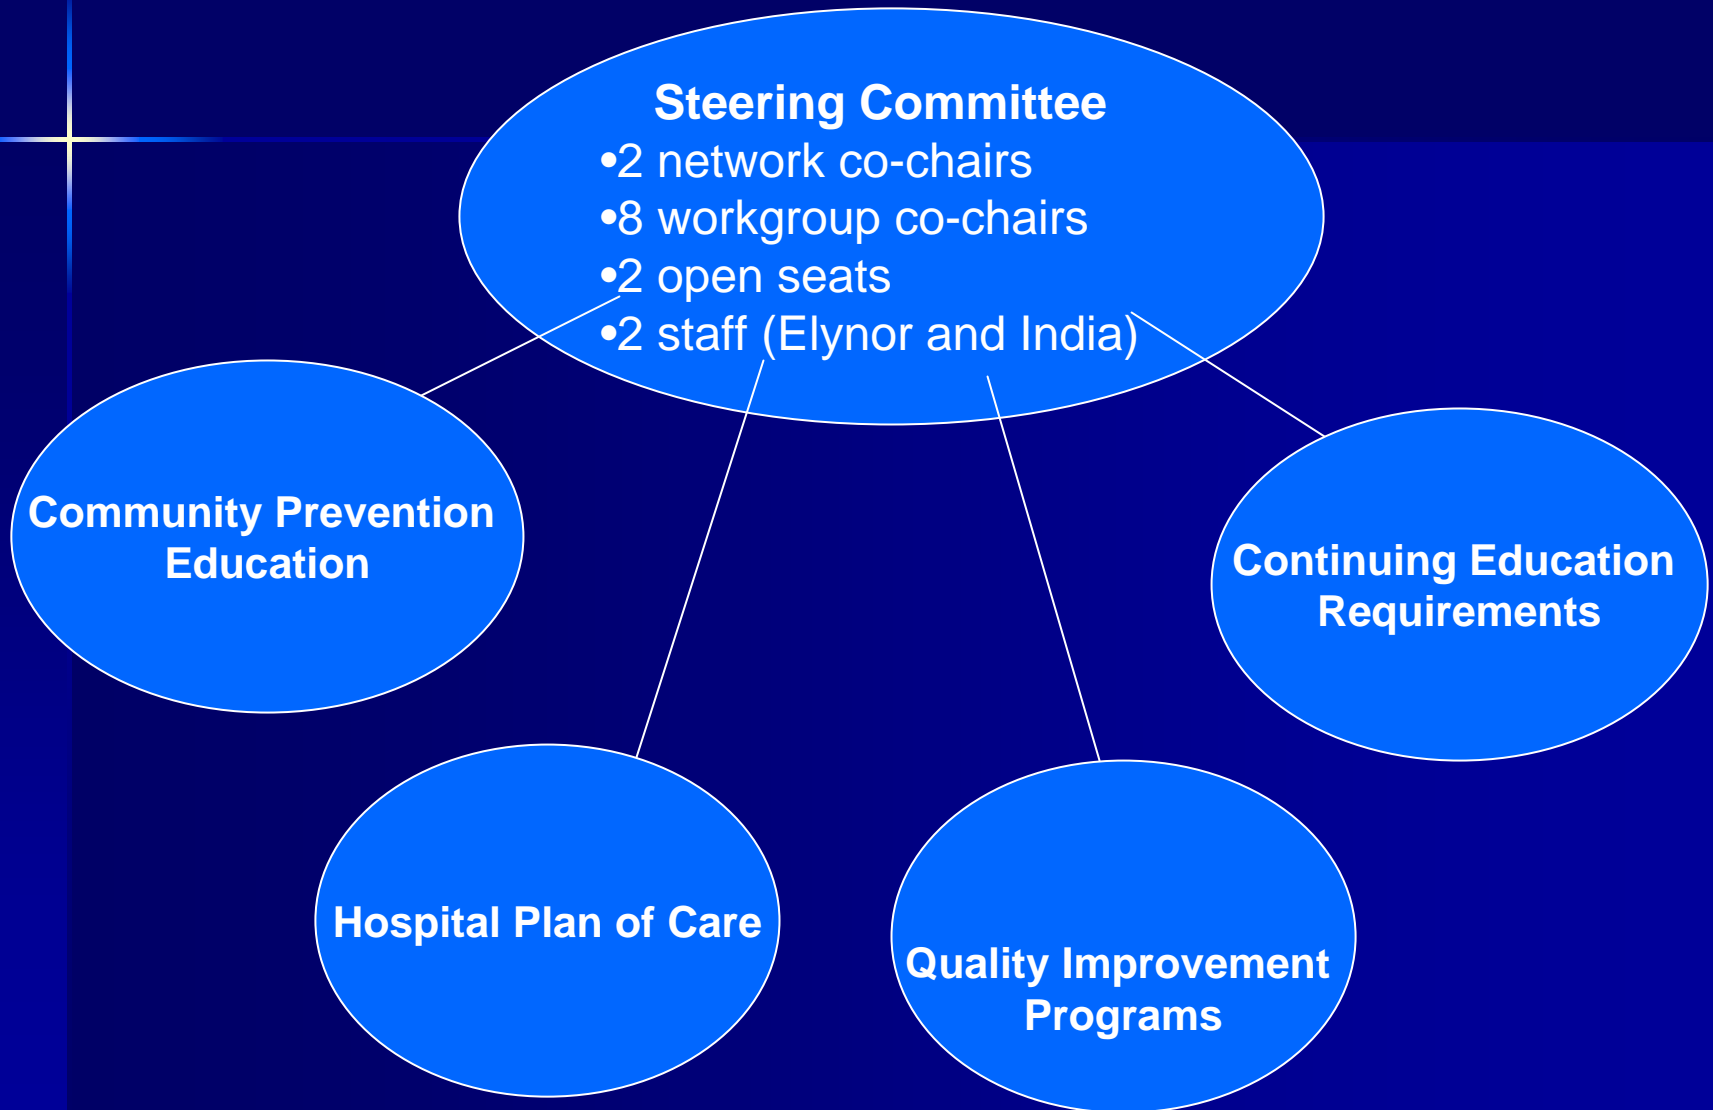 Steering Committee
•2 network co-chairs
•8 workgroup co-chairs
•2 open seats
•2 staff (Elynor and India)
Community Prevention
Education
Continuing Education
Requirements
Hospital Plan of Care
Quality Improvement
Programs